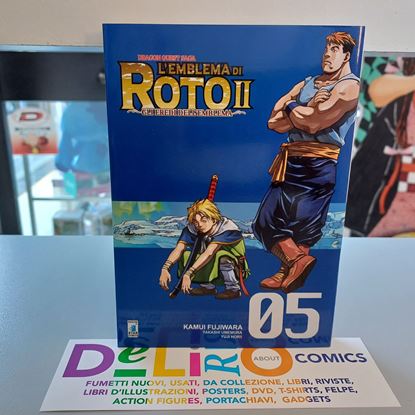 DRAGON QUEST SAGA
L'EMBLEMA DI
ROTO II
GLI EREDI DELL'EMBLEMA
KAMUI FUJIWARA
TAKASHI UMEMURA
YUJI HORII
05
DeLiRiO ABOUT COMICS
FUMETTI NUOVI, USATI, DA COLLEZIONE, LIBRI, RIVISTE,
LIBRI D'ILLUSTRAZIONI, POSTERS, DVD, T-SHIRTS, FELPE,
ACTION FIGURES, PORTACHIAVI, GADGETS